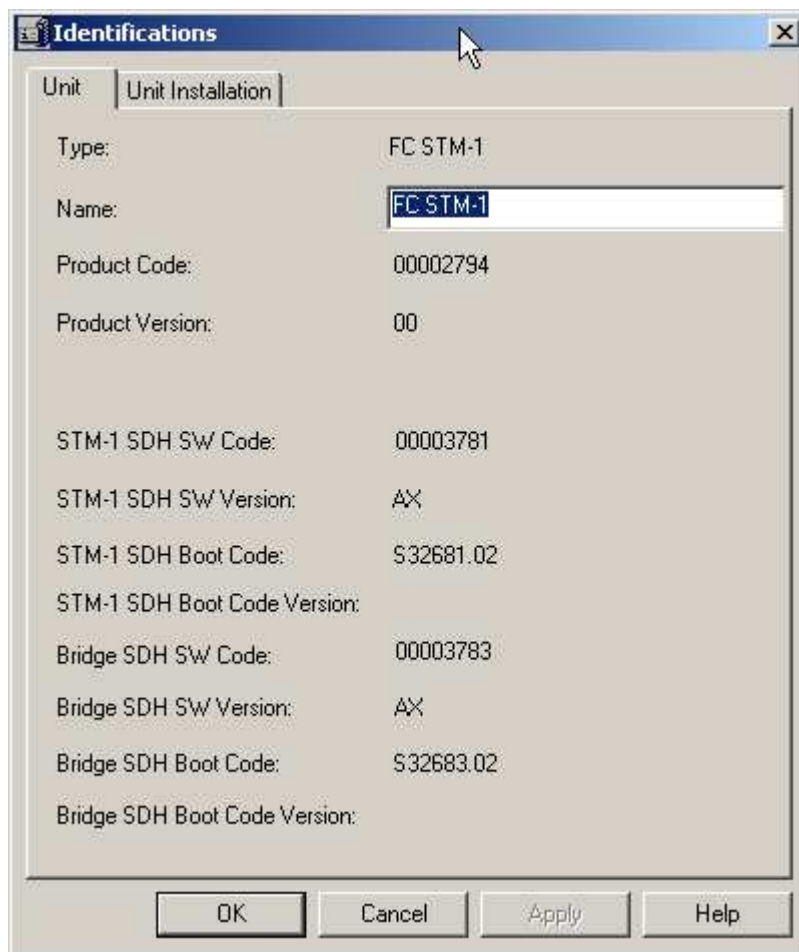 Identifications
Unit Unit Installation
Type: FC STM-1
Name: FC STM-1
Product Code: 00002794
Product Version: 00
STM-1 SDH SW Code: 00003781
STM-1 SDH SW Version: AX
STM-1 SDH Boot Code: S32681.02
STM-1 SDH Boot Code Version:
Bridge SDH SW Code: 00003783
Bridge SDH SW Version: AX
Bridge SDH Boot Code: S32683.02
Bridge SDH Boot Code Version:
OK Cancel Apply Help